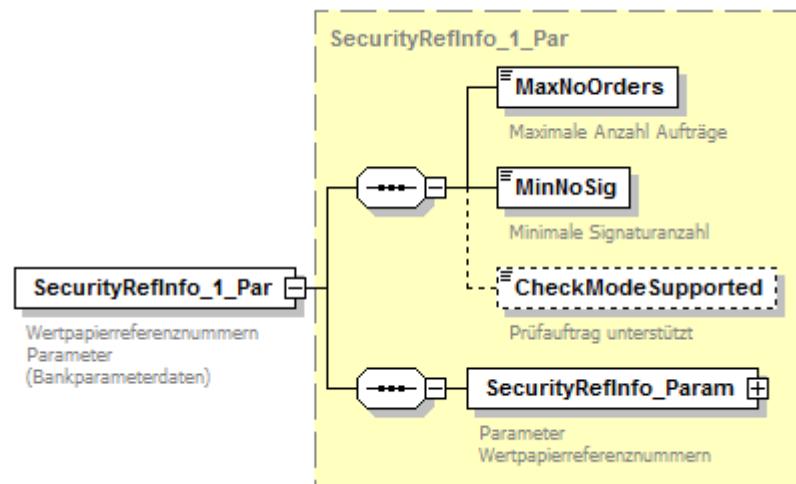 SecurityRefInfo_1_Par
MaxNoOrders
Maximale Anzahl Aufträge
MinNoSig
Minimale Signaturanzahl
CheckModeSupported
Prüfauftrag unterstützt
SecurityRefInfo_1_Par
Wertpapierreferenznummern
Parameter
(Bankparameterdaten)
SecurityRefInfo_Param
Parameter
Wertpapierreferenznummern